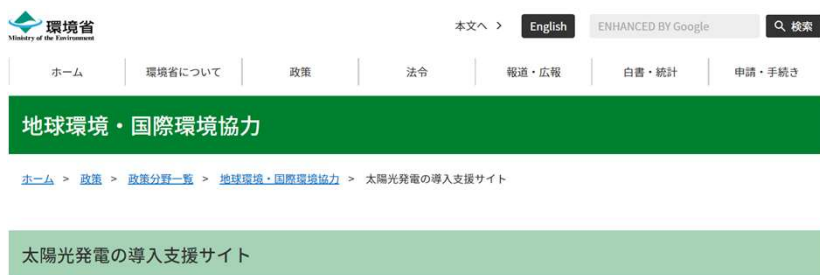 環境省
Ministry of the Environment
本文へ >
English
ENHANCED BY Google
検索
ホーム
環境省について
政策
法令
報道・広報
白書・統計
申請・手続き
地球環境・国際環境協力
ホーム > 政策 > 政策分野一覧 > 地球環境・国際環境協力 > 太陽光発電の導入支援サイト
太陽光発電の導入支援サイト